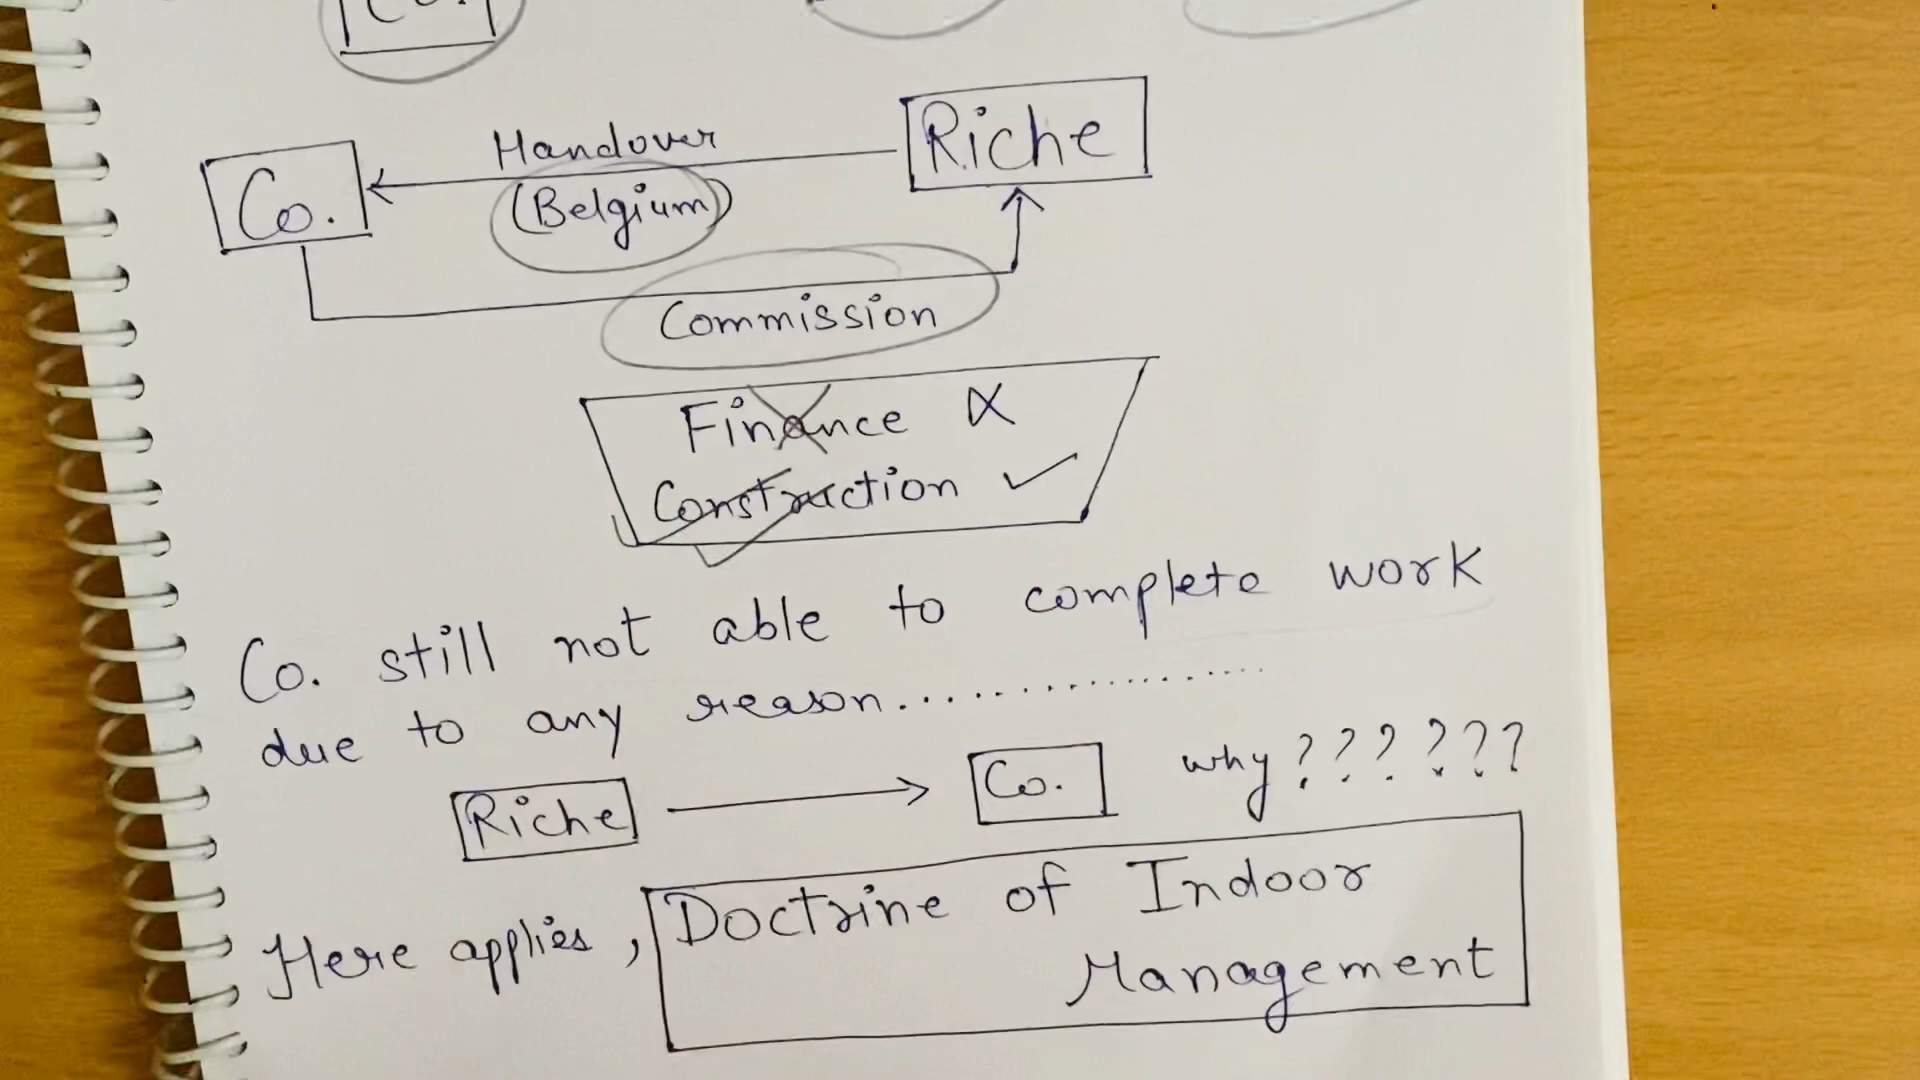 Co.
Handover
Riche
Co.
(Belgium)
Commission
Finance X
Construction ✓
Co. still not able to complete work
due to any reason..................
Riche → Co. why??????
Here applies, Doctrine of Indoor
Management